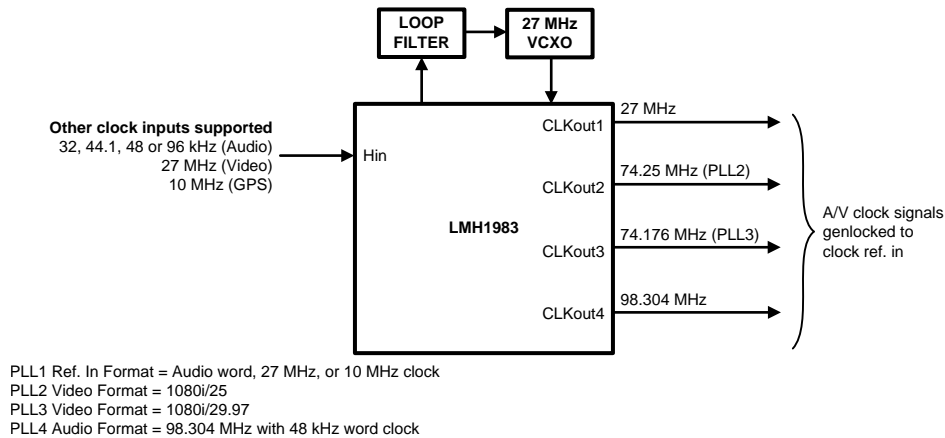 LOOP
FILTER
27 MHz
VCXO
Other clock inputs supported
32, 44.1, 48 or 96 kHz (Audio)
27 MHz (Video)
10 MHz (GPS)
Hin
LMH1983
CLKout1
27 MHz
CLKout2
74.25 MHz (PLL2)
CLKout3
74.176 MHz (PLL3)
CLKout4
98.304 MHz
A/V clock signals
genlocked to
clock ref. in
PLL1 Ref. In Format = Audio word, 27 MHz, or 10 MHz clock
PLL2 Video Format = 1080i/25
PLL3 Video Format = 1080i/29.97
PLL4 Audio Format = 98.304 MHz with 48 kHz word clock